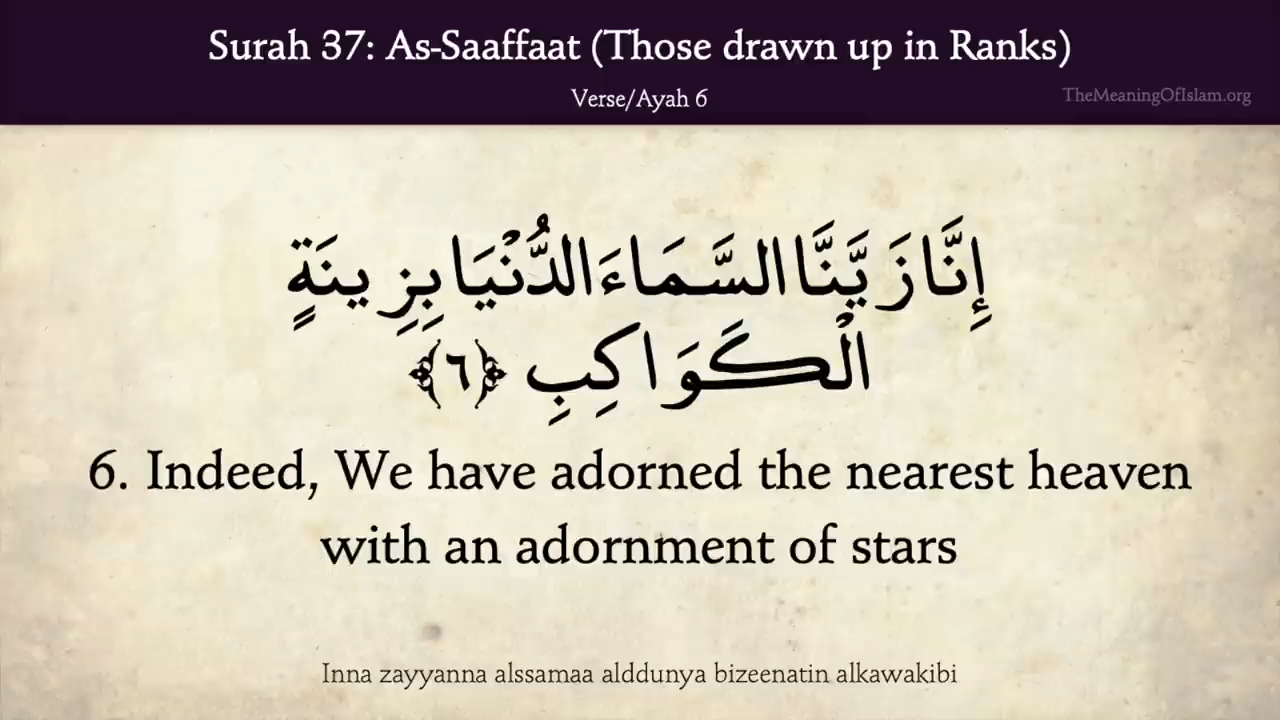 Surah 37: As-Saaffaat (Those drawn up in Ranks)
Verse/Ayah 6
TheMeaningOfIslam.org
إِنَّا زَيَّنَّا السَّمَاءَ الدُّنْيَا بِزِينَةٍ
الْكَوَاكِبِ ﴿٦﴾
6. Indeed, We have adorned the nearest heaven
with an adornment of stars
Inna zayyanna alssamaa alddunya bizeenatin alkawakibi